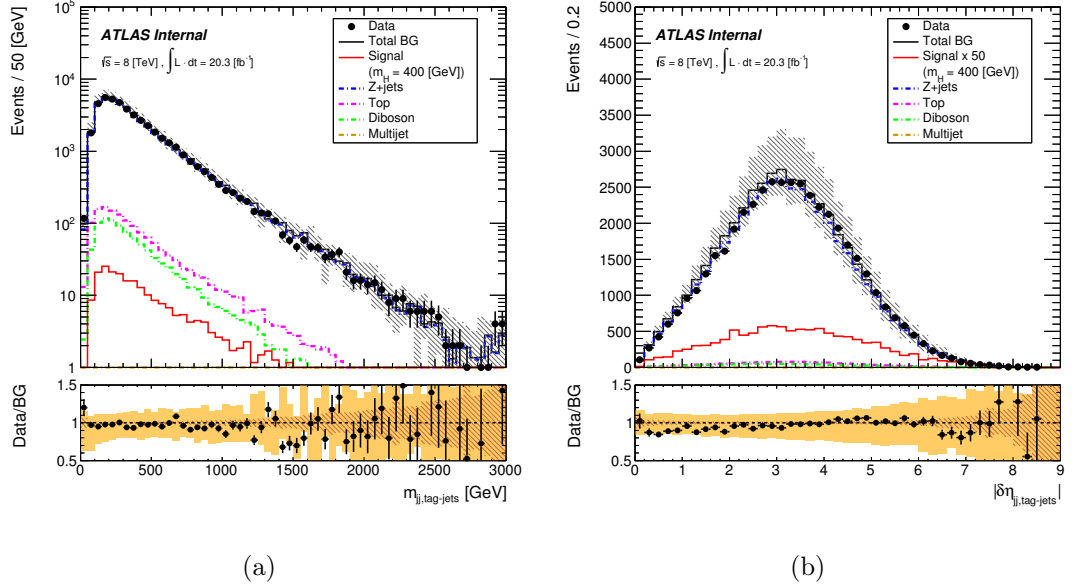 Events / 50 [GeV]
10⁶
10⁵
10⁴
10³
10²
10
1
ATLAS Internal
√s = 8 [TeV] , ∫L · dt = 20.3 [fb⁻¹]
Data
Total BG
Signal
(m_H = 400 [GeV])
Z+jets
Top
Diboson
Multijet
Data/BG
1.5
1
0.5
0 500 1000 1500 2000 2500 3000
m_jj,tag-jets [GeV]
(a)
Events / 0.2
5000
4500
4000
3500
3000
2500
2000
1500
1000
500
0
ATLAS Internal
√s = 8 [TeV] , ∫L · dt = 20.3 [fb⁻¹]
Data
Total BG
Signal x 50
(m_H = 400 [GeV])
Z+jets
Top
Diboson
Multijet
Data/BG
1.5
1
0.5
0 1 2 3 4 5 6 7 8 9
|δη_jj,tag-jets|
(b)